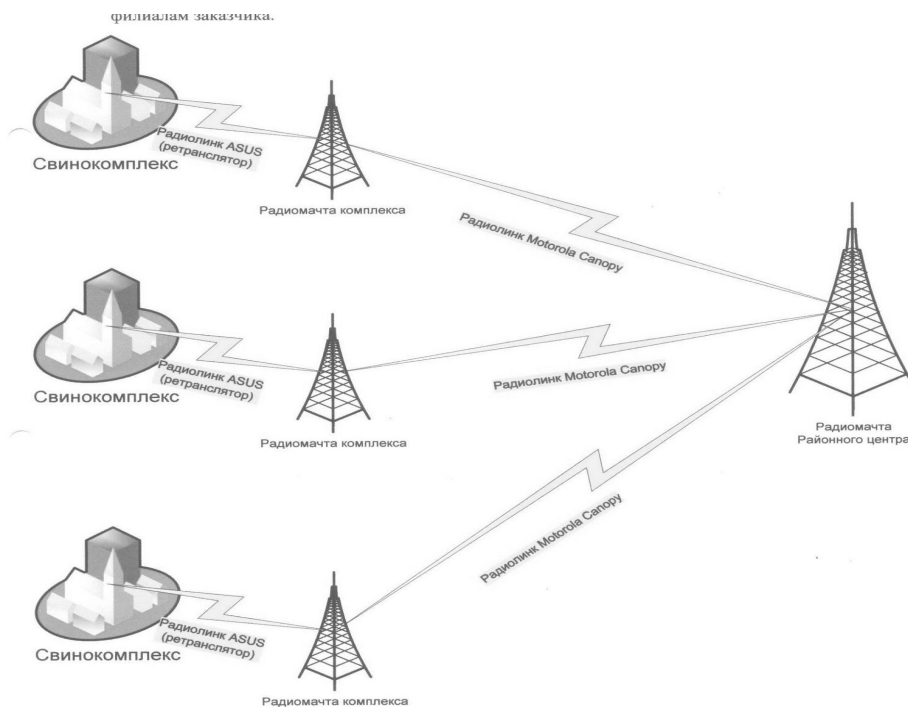 филиалам заказчика.
Радиолинк ASUS
(ретранслятор)
Свинокомплекс
Радиомачта комплекса
Радиолинк Motorola Canopy
Радиолинк ASUS
(ретранслятор)
Свинокомплекс
Радиомачта комплекса
Радиолинк Motorola Canopy
Радиомачта
Районного центра
Радиолинк Motorola Canopy
Радиолинк ASUS
(ретранслятор)
Свинокомплекс
Радиомачта комплекса